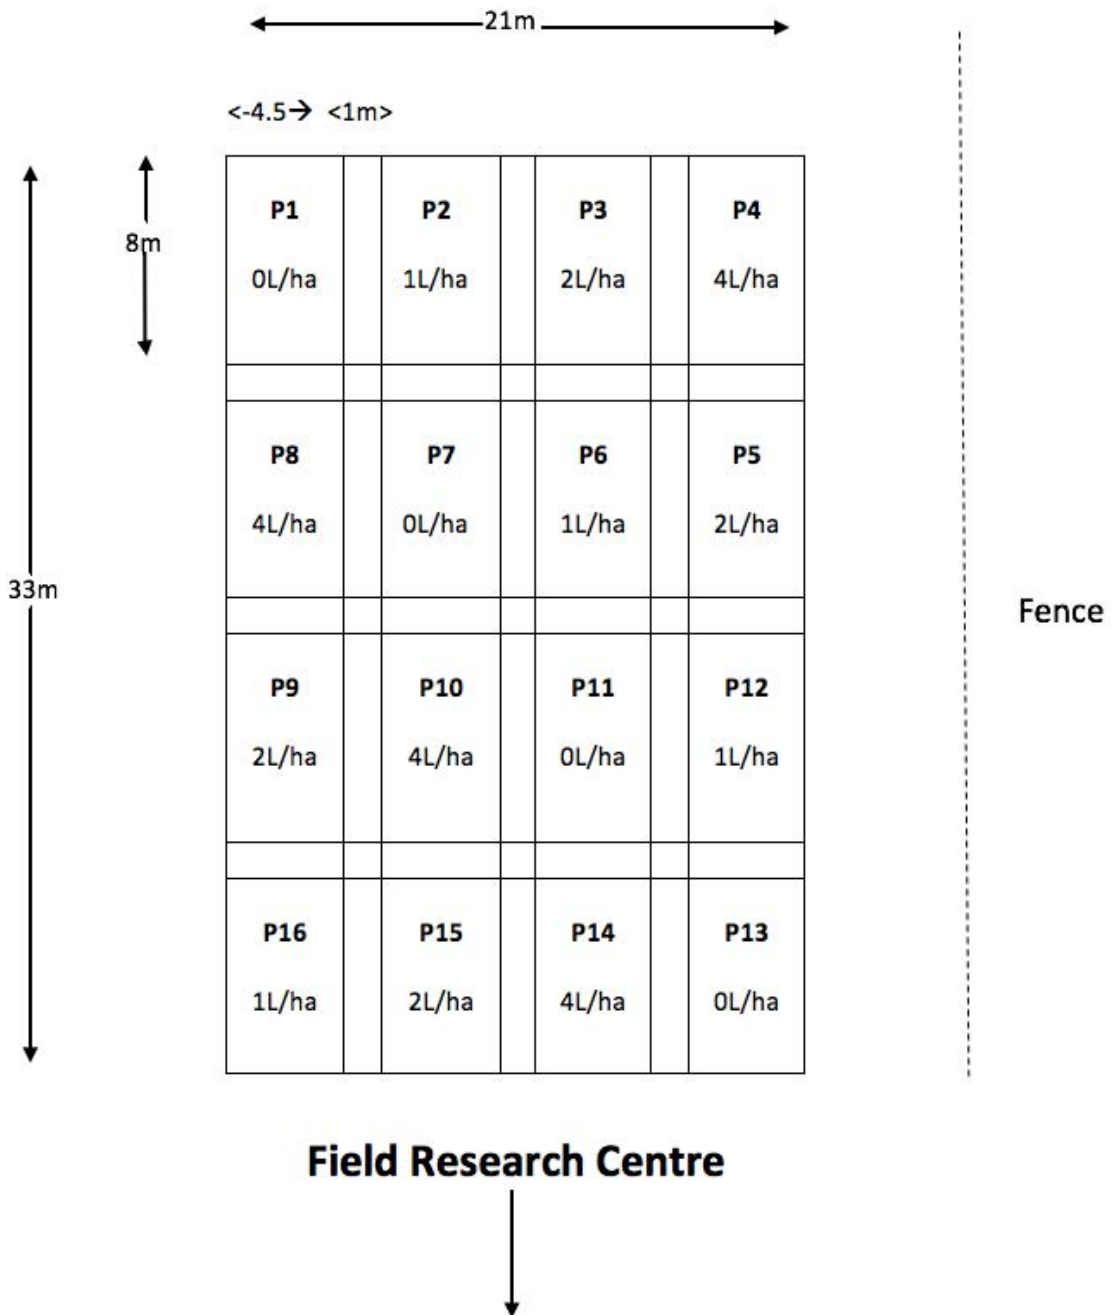 21m
<-4.5→ <1m>
P1 P2 P3 P4
8m
0L/ha 1L/ha 2L/ha 4L/ha
P8 P7 P6 P5
4L/ha 0L/ha 1L/ha 2L/ha
33m
Fence
P9 P10 P11 P12
2L/ha 4L/ha 0L/ha 1L/ha
P16 P15 P14 P13
1L/ha 2L/ha 4L/ha 0L/ha
Field Research Centre